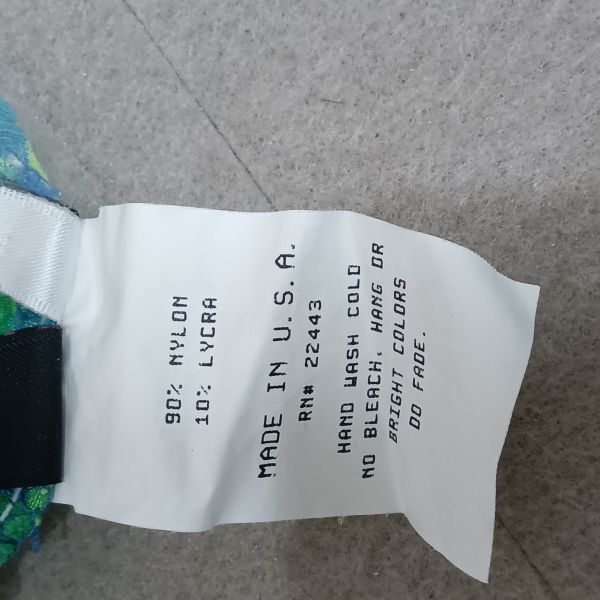 90% NYLON
10% LYCRA
MADE IN U.S.A.
RN# 22443
HAND WASH COLD
NO BLEACH. HANG DR
BRIGHT COLORS
DO FADE.